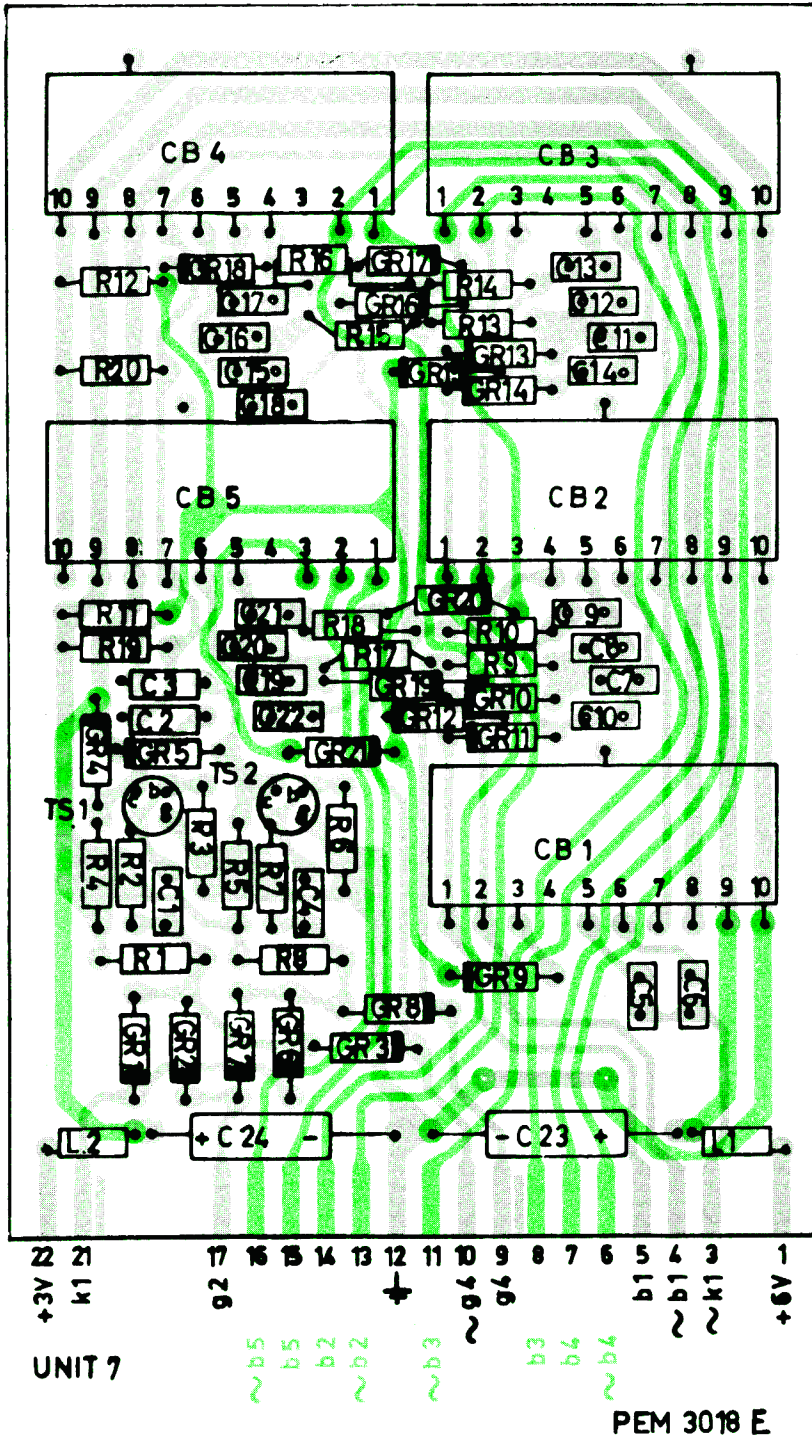 CB 4 CB 3
10 9 8 7 6 5 4 3 2 1 1 2 3 4 5 6 7 8 9 10
GR18 R16 GR17 C13
R12 C17 GR16 R14 C12
C16 R15 R13 C11
GR13
R20 C15 C14
GR14
C18
CB 5 CB2
10 9 8 7 6 5 4 3 2 1 1 2 3 4 5 6 7 8 9 10
GR20
R11 C21 R18 C9
R10
R19 C20 R17 R9 C8
C3 C19 GR19 GR10 C7
C2 C22 GR12 C10
GR4 GR5 GR21 GR11
TS1 TS 2
R4 R2 R3 R5 R7 R6 CB 1
C1 C4 1 2 3 4 5 6 7 8 9 10
R1 R8 GR9 C5 C6
GR1 GR2 GR7 GR6 GR8
GR3
L2 + C 24 - - C 23 + L1
22 21 17 16 15 14 13 12 11 10 9 8 7 6 5 4 3 1
+3V k1 g2 ~b5 b5 b2 ~b2 ~b3 ~g4 g4 b3 b4 ~b4 b1 ~b1 ~k1 +6V
UNIT 7
PEM 3018 E